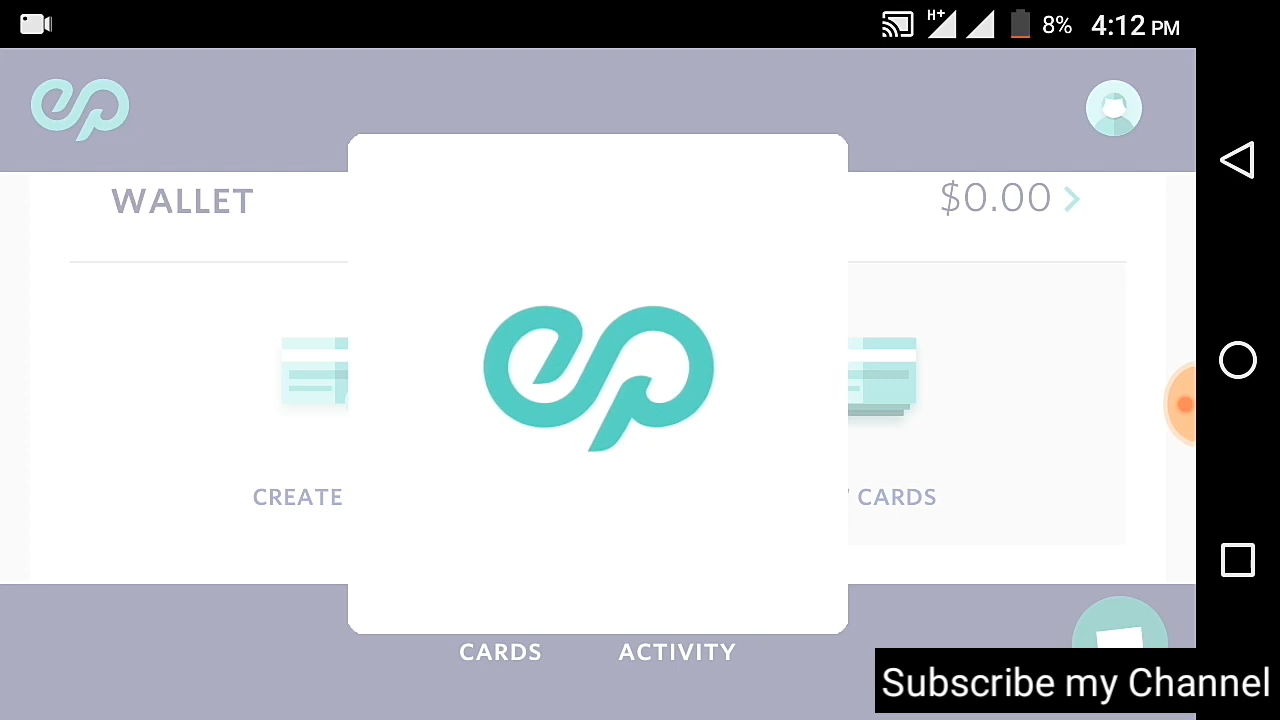 H+ 8% 4:12 PM
WALLET $0.00
CREATE CARDS
CARDS ACTIVITY
Subscribe my Channel